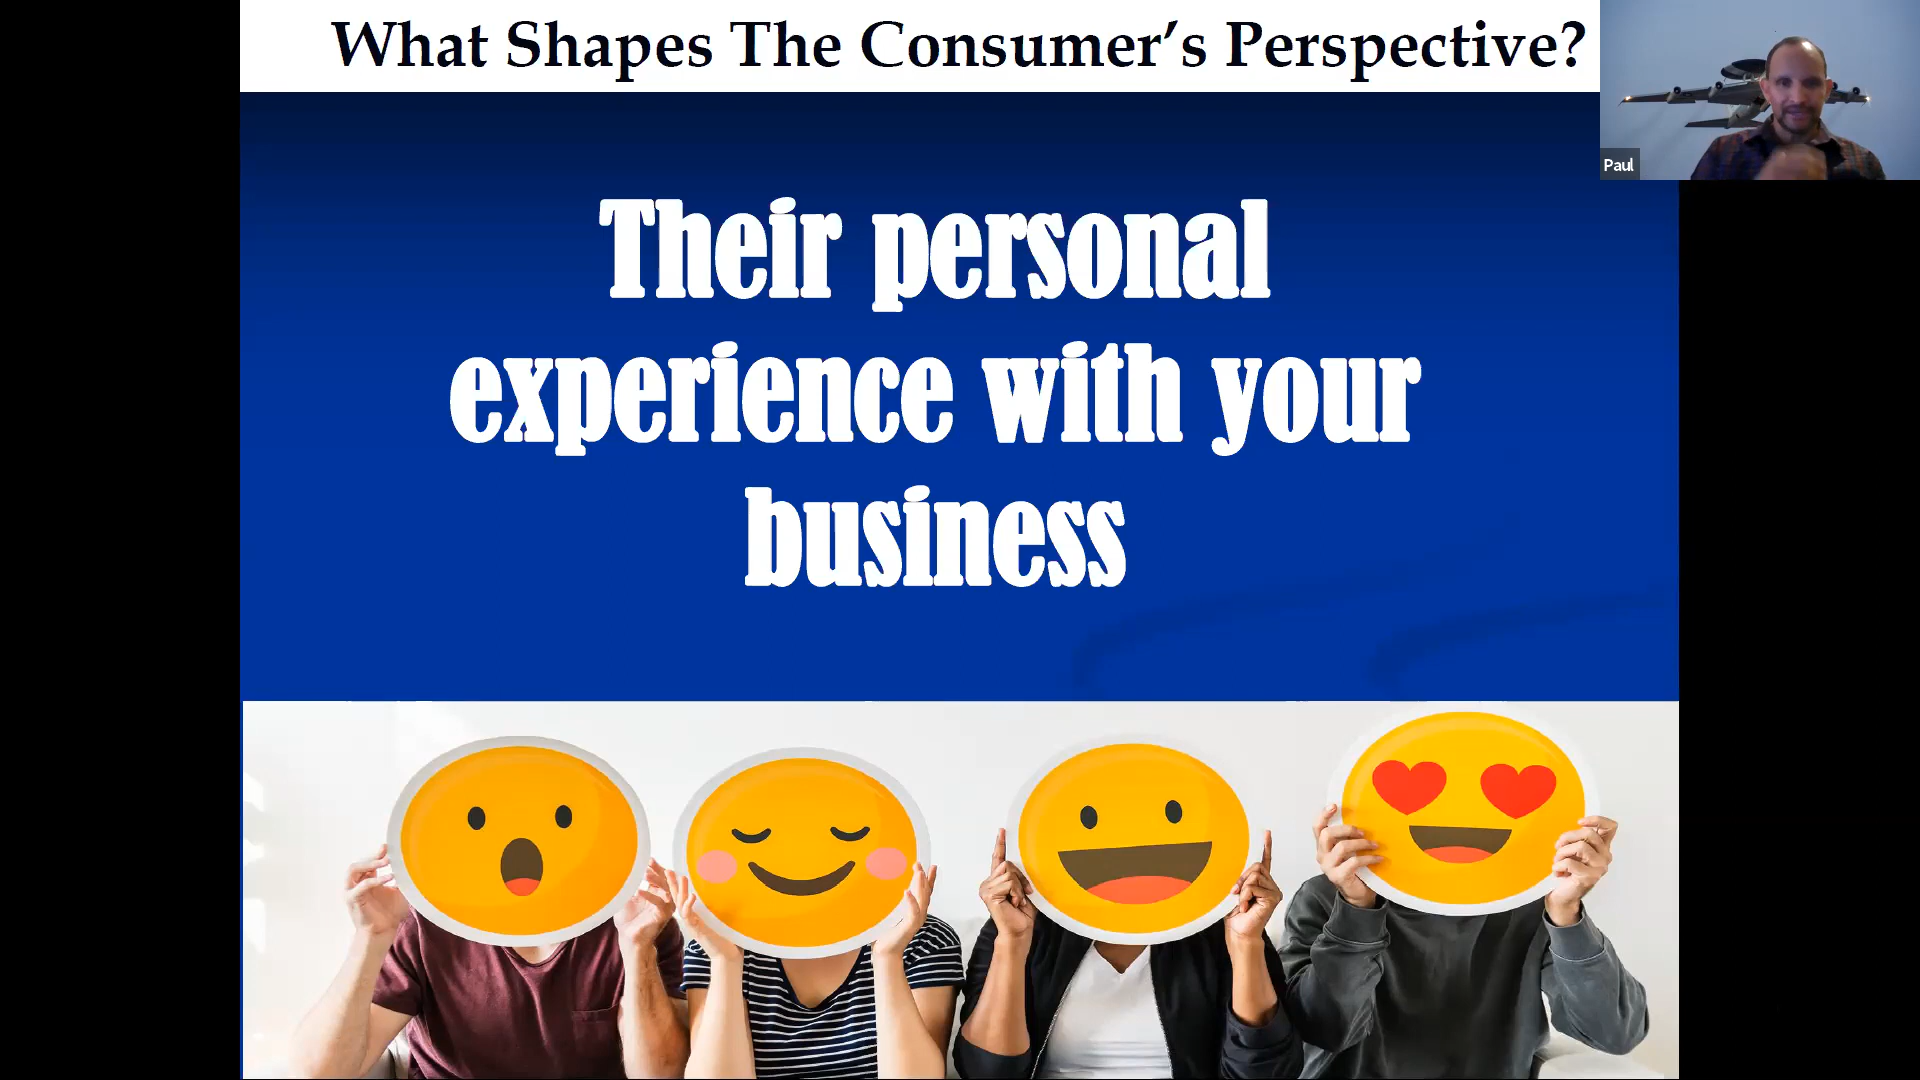 What Shapes The Consumer’s Perspective?
Paul
Their personal
experience with your
business